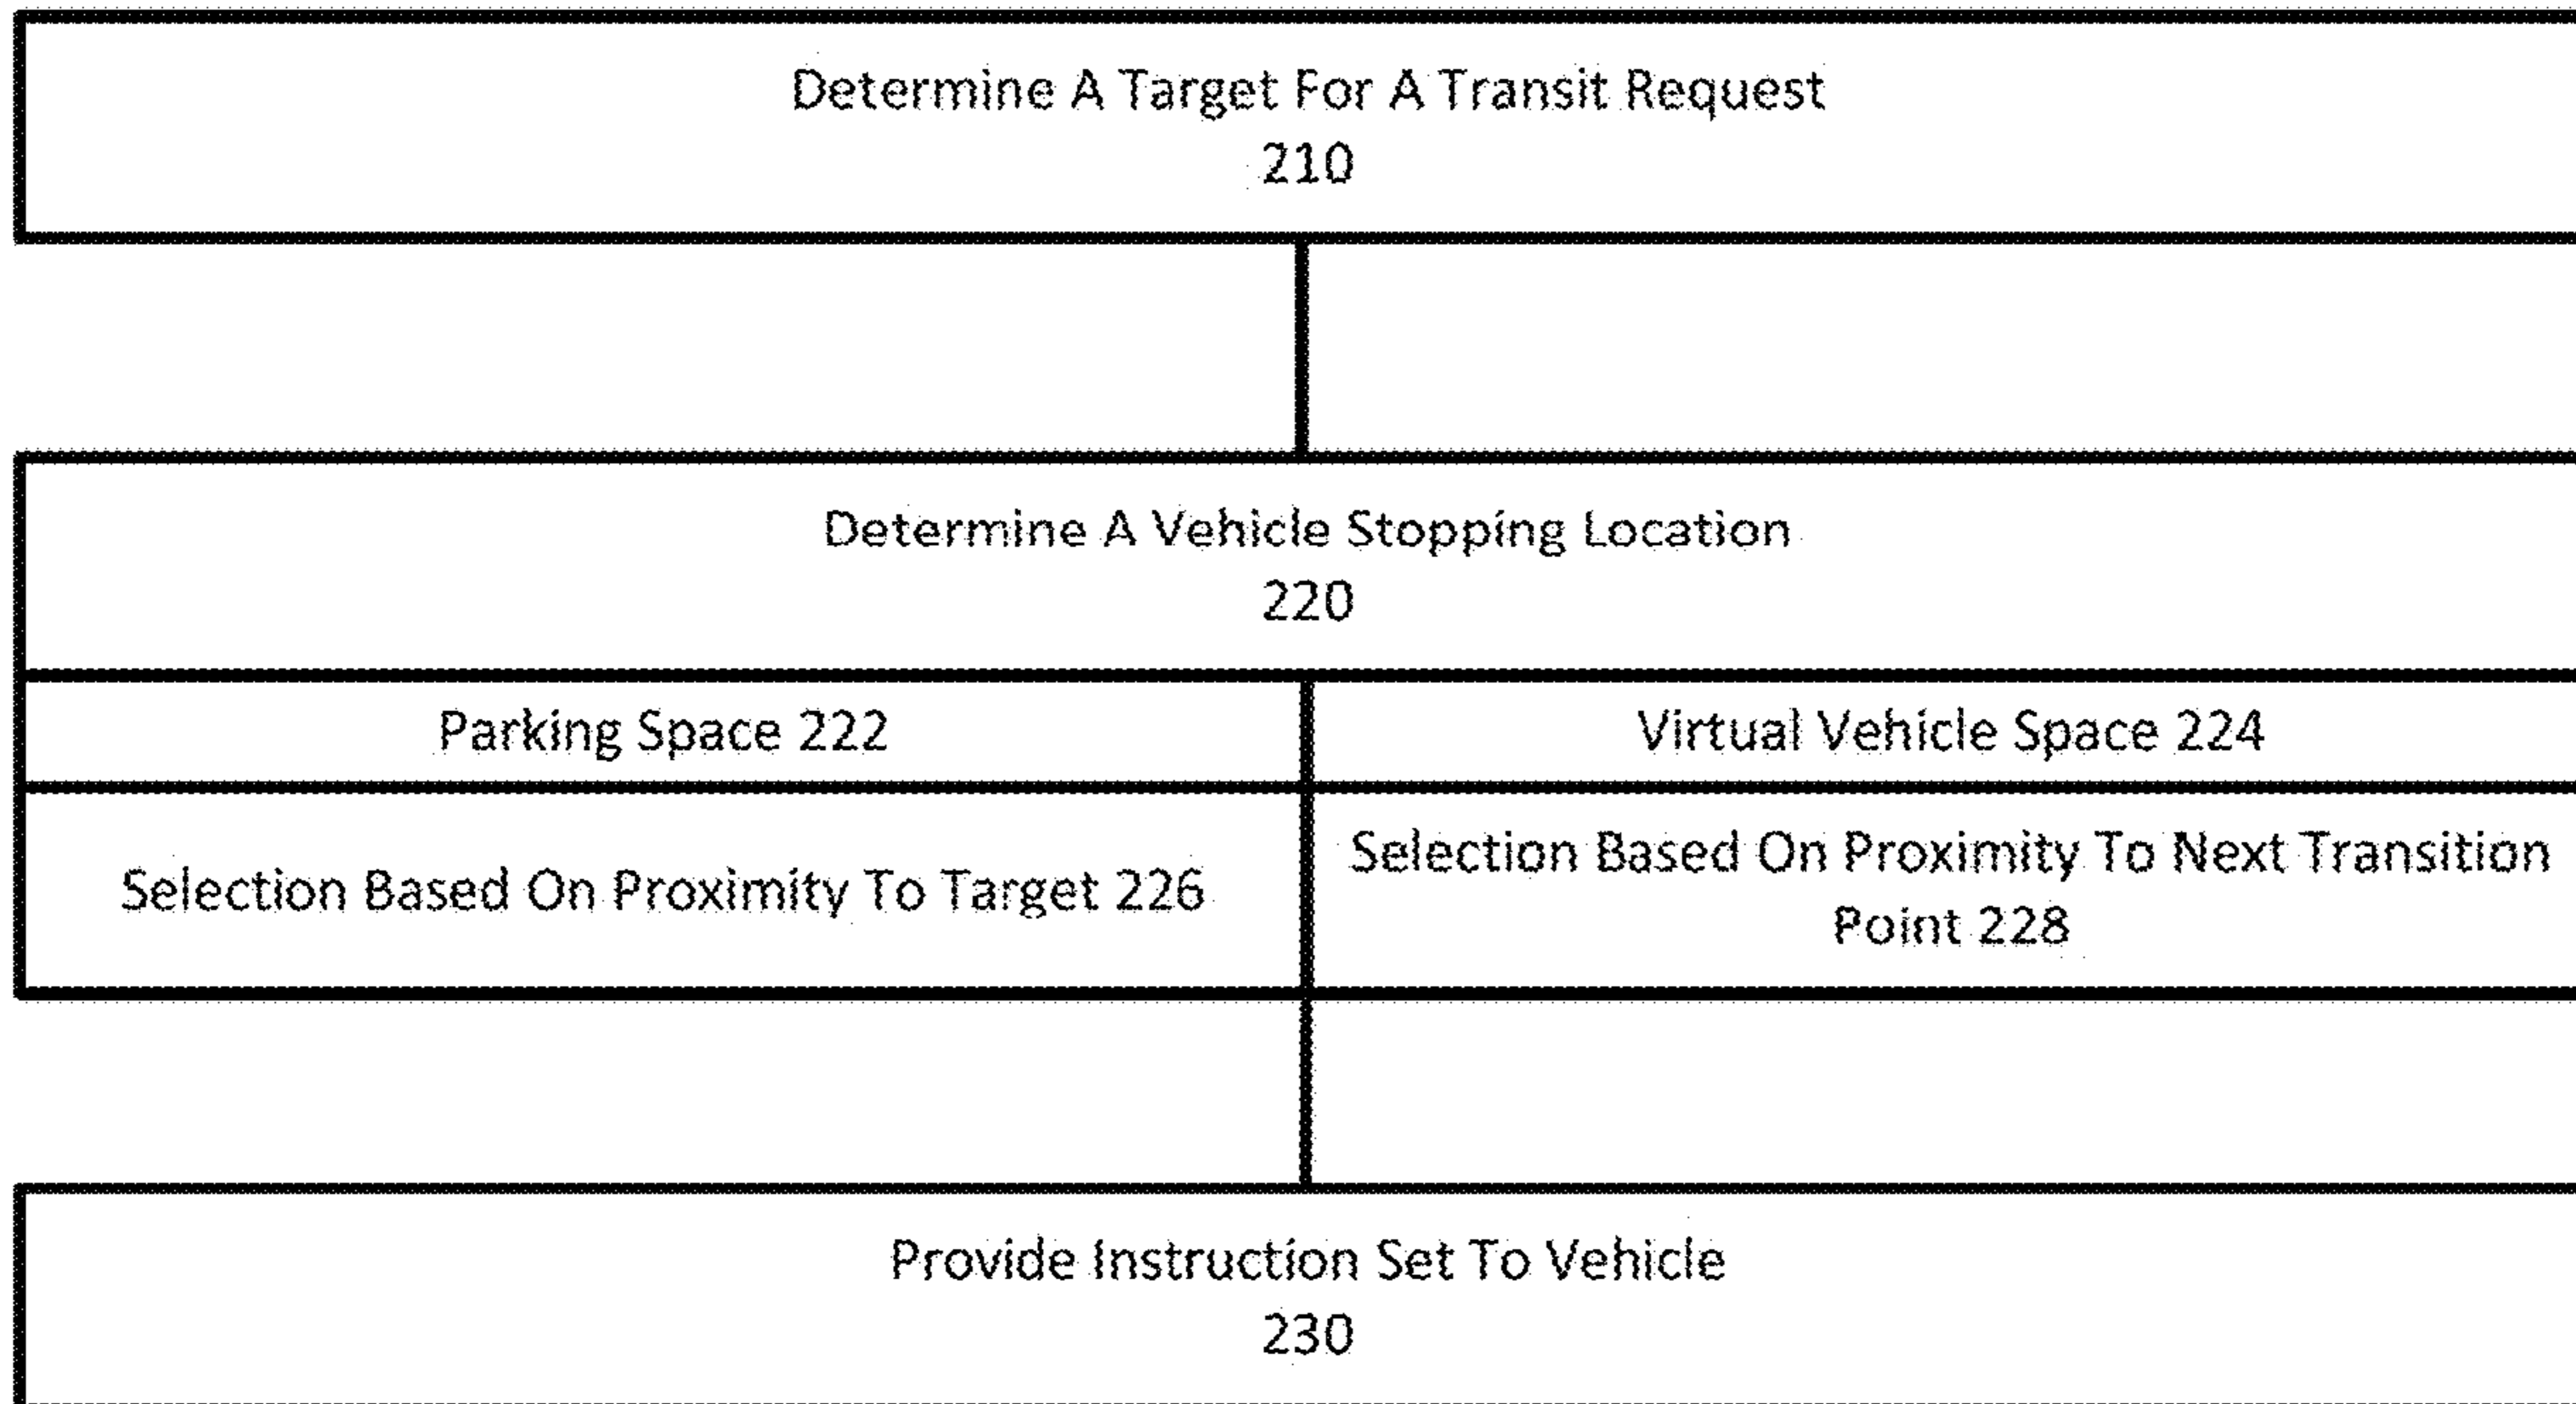 Determine A Target For A Transit Request
210
Determine A Vehicle Stopping Location
220
Parking Space 222
Virtual Vehicle Space 224
Selection Based On Proximity To Target 226
Selection Based On Proximity To Next Transition
Point 228
Provide Instruction Set To Vehicle
230